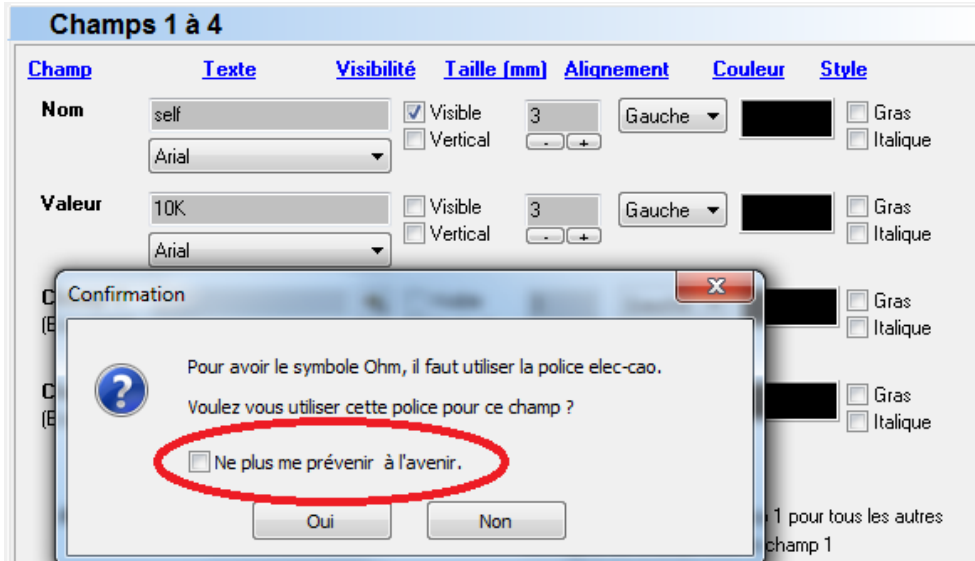 Champs 1 à 4
Champ Texte Visibilité Taille (mm) Alignement Couleur Style
Nom self Visible 3 Gauche Gras
Vertical - + Italique
Arial
Valeur 10K Visible 3 Gauche Gras
Vertical - + Italique
Arial
Confirmation
C Gras
(E Italique
Pour avoir le symbole Ohm, il faut utiliser la police elec-cao.
Voulez vous utiliser cette police pour ce champ ?
C Gras
(E Italique
Ne plus me prévenir à l'avenir.
Oui Non
1 pour tous les autres
champ 1